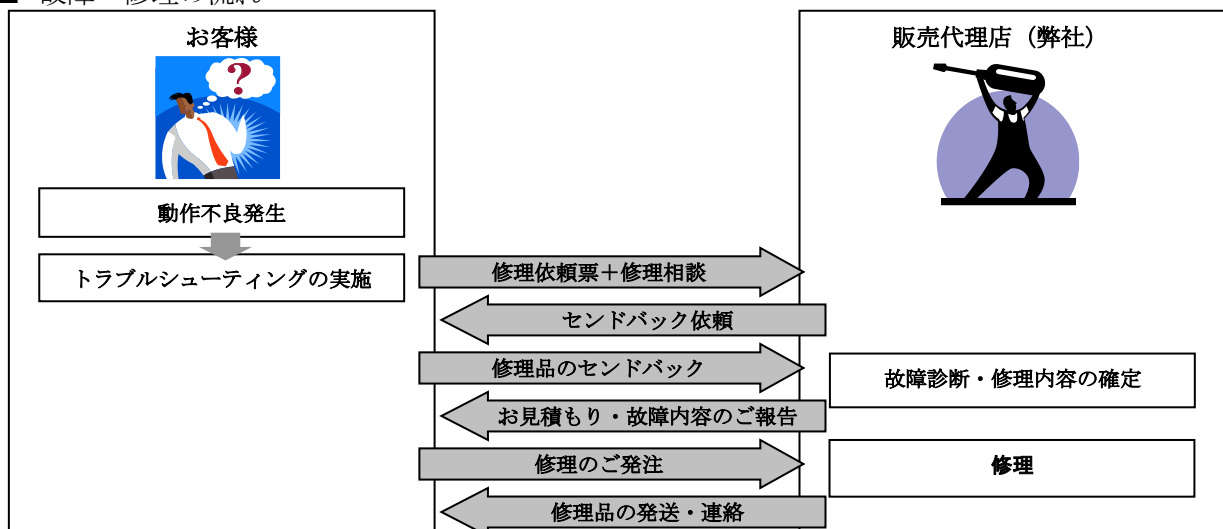 お客様
販売代理店（弊社）
?
動作不良発生
トラブルシューティングの実施
修理依頼票＋修理相談
センドバック依頼
修理品のセンドバック
故障診断・修理内容の確定
お見積もり・故障内容のご報告
修理のご発注
修理
修理品の発送・連絡